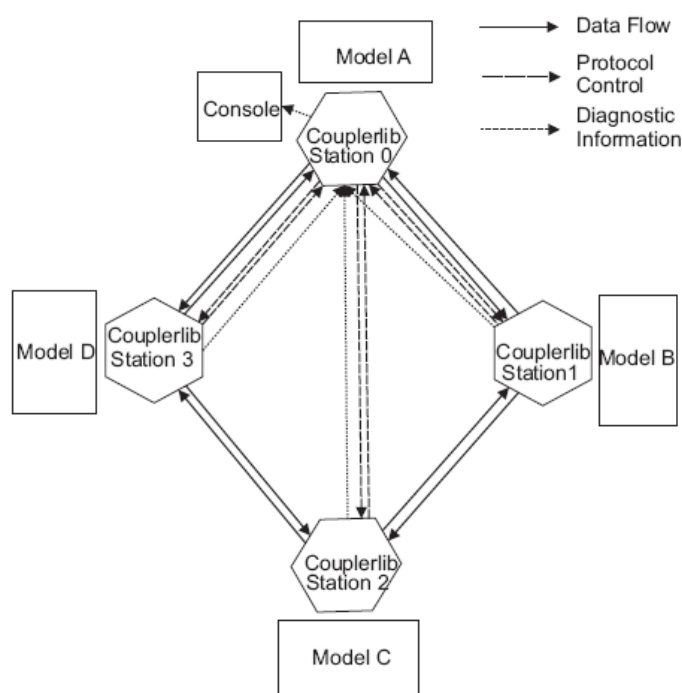 Model A
Data Flow
Protocol
Control
Diagnostic
Information
Console
Couplerlib
Station 0
Model D
Couplerlib
Station 3
Couplerlib
Station1
Model B
Couplerlib
Station 2
Model C